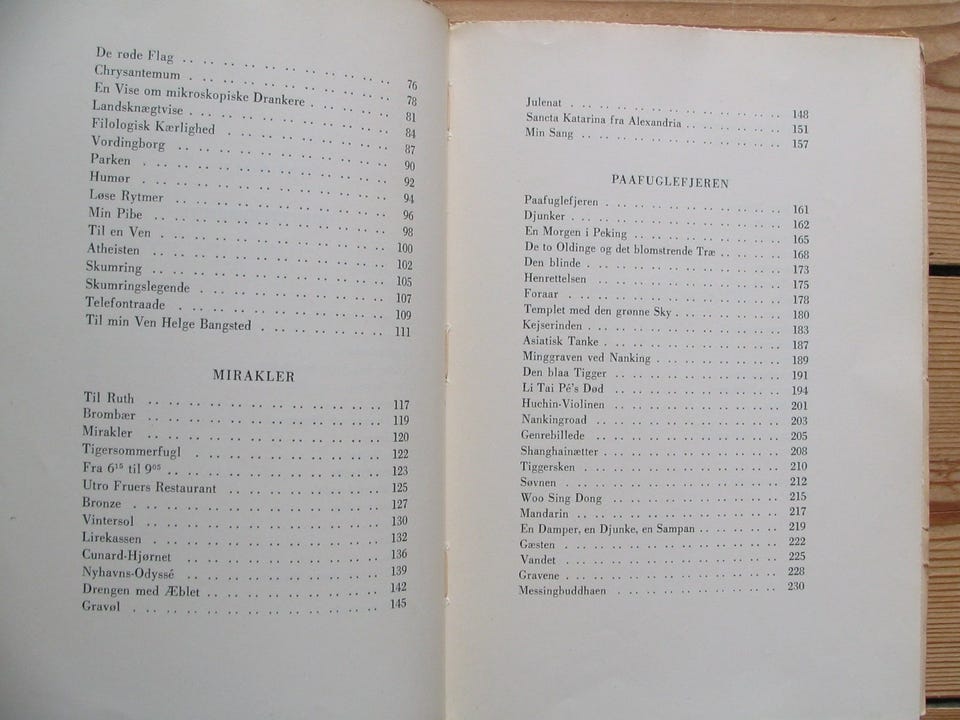 De røde Flag 76
Chrysantemum 78
En Vise om mikroskopiske Drankere 81
Landsknægtvise 84
Filologisk Kærlighed 87
Vordingborg 90
Parken 92
Humør 94
Løse Rytmer 96
Min Pibe 98
Til en Ven 100
Atheisten 102
Skumring 105
Skumringslegende 107
Telefontraade 109
Til min Ven Helge Bangsted 111
MIRAKLER
Til Ruth 117
Brombær 119
Mirakler 120
Tigersommerfugl 122
Fra 6¹⁵ til 9⁰⁵ 123
Utro Fruers Restaurant 125
Bronze 127
Vintersol 130
Lirekassen 132
Cunard-Hjørnet 136
Nyhavns-Odyssé 139
Drengen med Æblet 142
Gravøl 145
Julenat 148
Sancta Katarina fra Alexandria 151
Min Sang 157
PAAFUGLEFJEREN
Paafuglefjeren 161
Djunker 162
En Morgen i Peking 165
De to Oldinge og det blomstrende Træ 168
Den blinde 173
Henrettelsen 175
Foraar 178
Templet med den grønne Sky 180
Kejserinden 183
Asiatisk Tanke 187
Minggraven ved Nanking 189
Den blaa Tigger 191
Li Tai Pé's Død 194
Huchin-Violinen 201
Nankingroad 203
Genrebillede 205
Shanghainætter 208
Tiggersken 210
Søvnen 212
Woo Sing Dong 215
Mandarin 217
En Damper, en Djunke, en Sampan 219
Gæsten 222
Vandet 225
Gravene 228
Messingbuddhaen 230